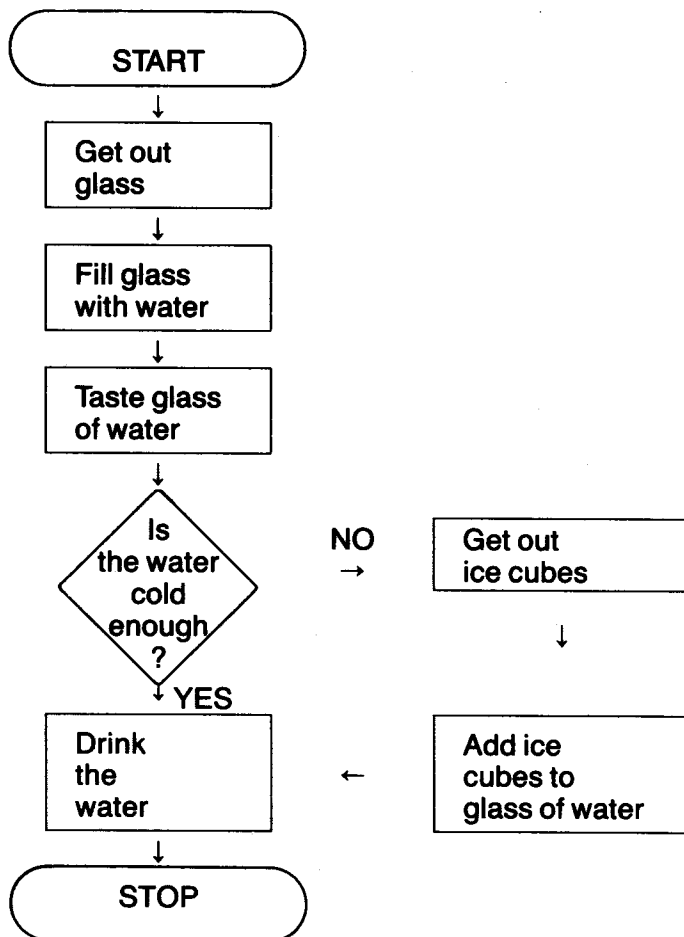 START
Get out
glass
Fill glass
with water
Taste glass
of water
Is
the water
cold
enough
?
NO
Get out
ice cubes
YES
Drink
the
water
Add ice
cubes to
glass of water
STOP